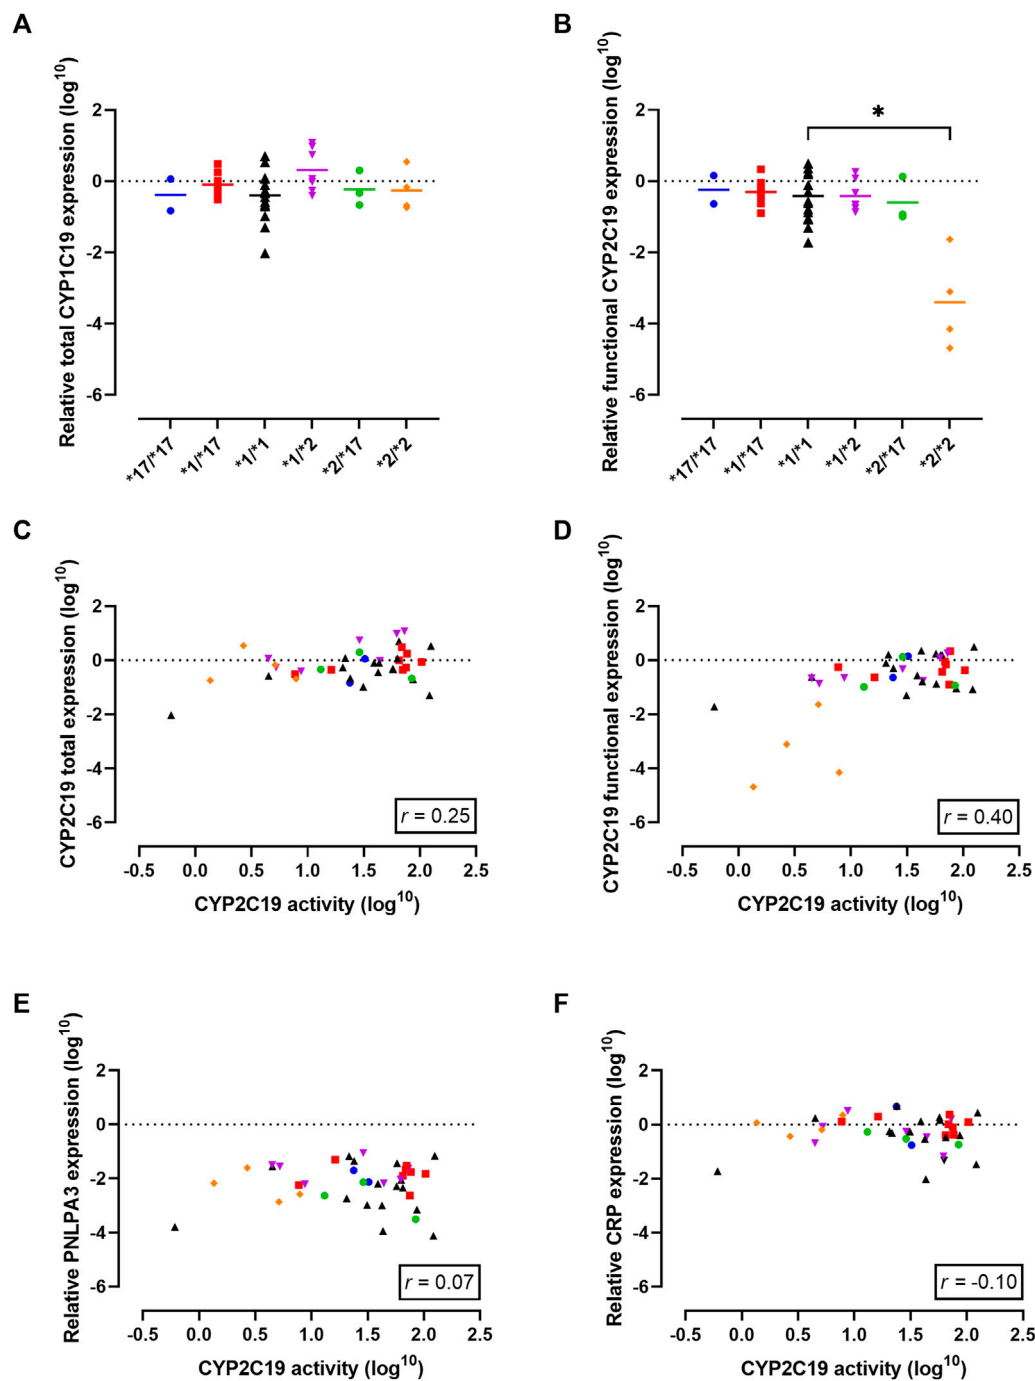 A
Relative total CYP1C19 expression (log10)
2
0
-2
-4
-6
*17/*17
*1/*17
*1/*1
*1/*2
*2/*17
*2/*2
B
Relative functional CYP2C19 expression (log10)
2
0
-2
-4
-6
*
*17/*17
*1/*17
*1/*1
*1/*2
*2/*17
*2/*2
C
CYP2C19 total expression (log10)
2
0
-2
-4
-6
r = 0.25
-0.5 0.0 0.5 1.0 1.5 2.0 2.5
CYP2C19 activity (log10)
D
CYP2C19 functional expression (log10)
2
0
-2
-4
-6
r = 0.40
-0.5 0.0 0.5 1.0 1.5 2.0 2.5
CYP2C19 activity (log10)
E
Relative PNLPA3 expression (log10)
2
0
-2
-4
-6
r = 0.07
-0.5 0.0 0.5 1.0 1.5 2.0 2.5
CYP2C19 activity (log10)
F
Relative CRP expression (log10)
2
0
-2
-4
-6
r = -0.10
-0.5 0.0 0.5 1.0 1.5 2.0 2.5
CYP2C19 activity (log10)